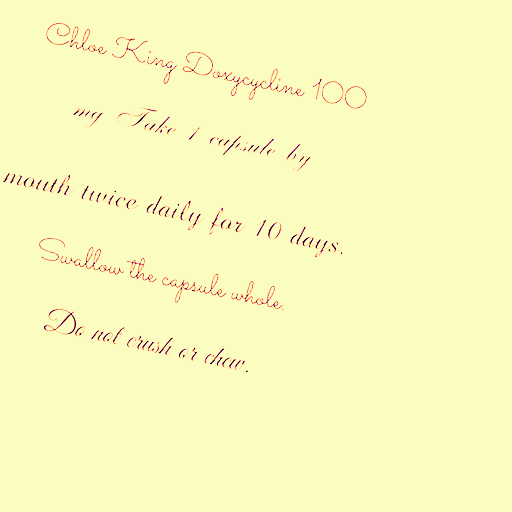 Chloe King Doxycycline 100
mg Take 1 capsule by
mouth twice daily for 10 days.
Swallow the capsule whole.
Do not crush or chew.